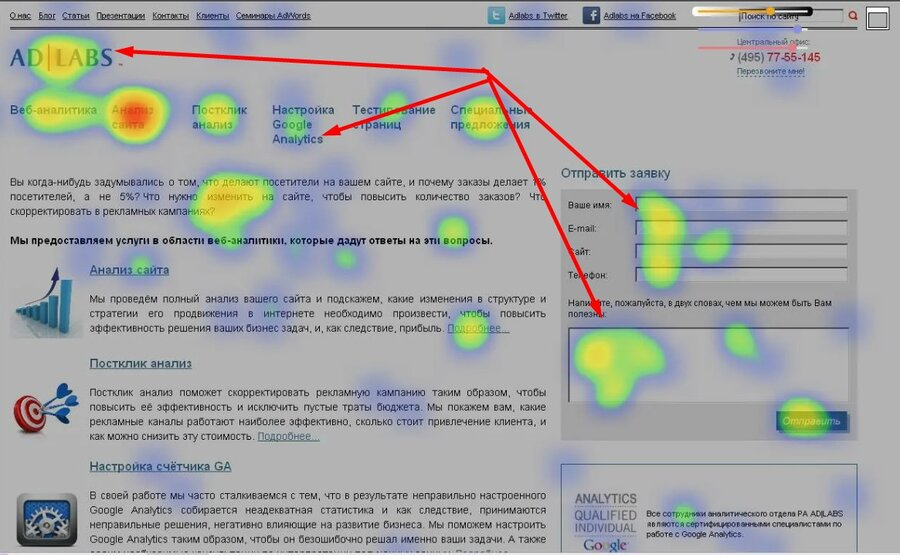 О нас Блог Статьи Презентации Контакты Клиенты Семинары AdWords
Adlabs в Twitter Adlabs на Facebook
Поиск по сайту
AD|LABS™
Центральный офис:
(495) 77-55-145
Перезвоните мне!
Веб-аналитика
Анализ сайта
Постклик анализ
Настройка Google Analytics
Тестирование страниц
Специальные предложения
Вы когда-нибудь задумывались о том, что делают посетители на вашем сайте, и почему заказы делает 1%
посетителей, а не 5%? Что нужно изменить на сайте, чтобы повысить количество заказов? Что
скорректировать в рекламных кампаниях?
Мы предоставляем услуги в области веб-аналитики, которые дадут ответы на эти вопросы.
Анализ сайта
Мы проведём полный анализ вашего сайта и подскажем, какие изменения в структуре и
стратегии его продвижения в интернете необходимо произвести, чтобы повысить
эффективность решения ваших бизнес задач, и, как следствие, прибыль. Подробнее...
Постклик анализ
Постклик анализ поможет скорректировать рекламную кампанию таким образом, чтобы
повысить её эффективность и исключить пустые траты бюджета. Мы покажем вам, какие
рекламные каналы работают наиболее эффективно, сколько стоит привлечение клиента, и
как можно снизить эту стоимость. Подробнее...
Настройка счётчика GA
В своей работе мы часто сталкиваемся с тем, что в результате неправильно настроенного
Google Analytics собирается неадекватная статистика и как следствие, принимаются
неправильные решения, негативно влияющие на развитие бизнеса. Мы поможем настроить
Google Analytics таким образом, чтобы он безошибочно решал именно ваши задачи. А также
Отправить заявку
Ваше имя:
E-mail:
Сайт:
Телефон:
Напишите, пожалуйста, в двух словах, чем мы можем быть Вам
полезны:
Отправить
ANALYTICS
QUALIFIED
INDIVIDUAL
Google
Все сотрудники аналитического отдела РА AD|LABS
являются сертифицированными специалистами по
работе с Google Analytics.